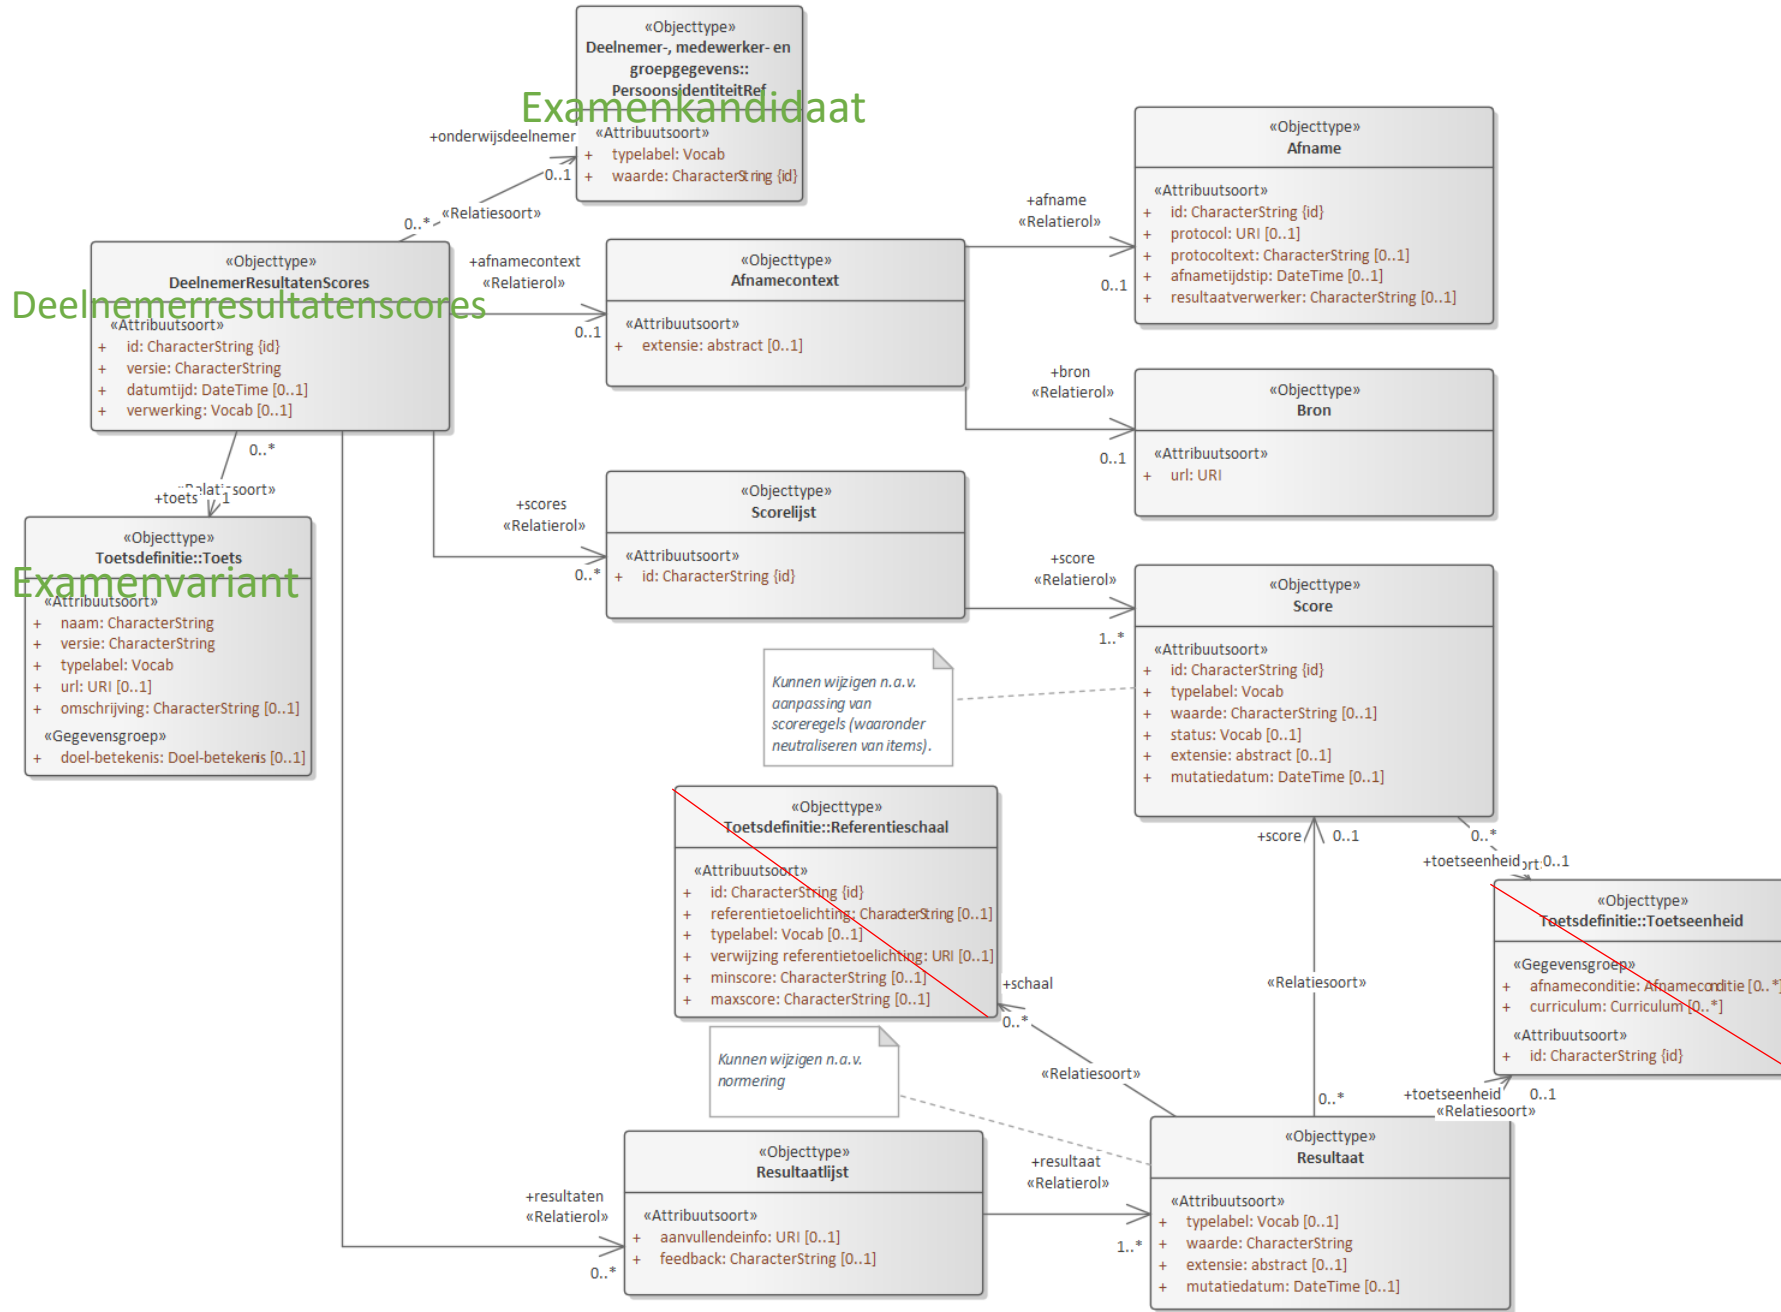 «Objecttype»
Deelnemer-, medewerker- en
groepgegevens::
PersoonsidentiteitRef
Examenkandidaat
«Attribuutsoort»
+ typelabel: Vocab
+ waarde: CharacterString {id}
+onderwijsdeelnemer
0..1
«Relatiesoort»
0..*
«Objecttype»
DeelnemerResultatenScores
Deelnemerresultatenscores
«Attribuutsoort»
+ id: CharacterString {id}
+ versie: CharacterString
+ datumtijd: DateTime [0..1]
+ verwerking: Vocab [0..1]
+afnamecontext
«Relatierol»
0..1
«Objecttype»
Afnamecontext
«Attribuutsoort»
+ extensie: abstract [0..1]
+afname
«Relatierol»
0..1
«Objecttype»
Afname
«Attribuutsoort»
+ id: CharacterString {id}
+ protocol: URI [0..1]
+ protocoltext: CharacterString [0..1]
+ afnametijdstip: DateTime [0..1]
+ resultaatverwerker: CharacterString [0..1]
+bron
«Relatierol»
0..1
«Objecttype»
Bron
«Attribuutsoort»
+ url: URI
0..*
«Relatiesoort»
+toets 1
«Objecttype»
Toetsdefinitie::Toets
Examenvariant
«Attribuutsoort»
+ naam: CharacterString
+ versie: CharacterString
+ typelabel: Vocab
+ url: URI [0..1]
+ omschrijving: CharacterString [0..1]
«Gegevensgroep»
+ doel-betekenis: Doel-betekenis [0..1]
+scores
«Relatierol»
0..*
«Objecttype»
Scorelijst
«Attribuutsoort»
+ id: CharacterString {id}
+score
«Relatierol»
1..*
«Objecttype»
Score
«Attribuutsoort»
+ id: CharacterString {id}
+ typelabel: Vocab
+ waarde: CharacterString [0..1]
+ status: Vocab [0..1]
+ extensie: abstract [0..1]
+ mutatiedatum: DateTime [0..1]
Kunnen wijzigen n.a.v.
aanpassing van
scoreregels (waaronder
neutraliseren van items).
«Objecttype»
Toetsdefinitie::Referentieschaal
«Attribuutsoort»
+ id: CharacterString {id}
+ referentietoelichting: CharacterString [0..1]
+ typelabel: Vocab [0..1]
+ verwijzing referentietoelichting: URI [0..1]
+ minscore: CharacterString [0..1]
+ maxscore: CharacterString [0..1]
+score 0..1
0..*
+toetseenheid ort 0..1
«Objecttype»
Toetsdefinitie::Toetseenheid
«Gegevensgroep»
+ afnameconditie: Afnameconditie [0..*]
+ curriculum: Curriculum [0..*]
«Attribuutsoort»
+ id: CharacterString {id}
+schaal
0..*
«Relatiesoort»
«Relatiesoort»
0..*
+toetseenheid 0..1
«Relatiesoort»
Kunnen wijzigen n.a.v.
normering
+resultaten
«Relatierol»
0..*
«Objecttype»
Resultaatlijst
«Attribuutsoort»
+ aanvullendeinfo: URI [0..1]
+ feedback: CharacterString [0..1]
+resultaat
«Relatierol»
1..*
«Objecttype»
Resultaat
«Attribuutsoort»
+ typelabel: Vocab [0..1]
+ waarde: CharacterString
+ extensie: abstract [0..1]
+ mutatiedatum: DateTime [0..1]